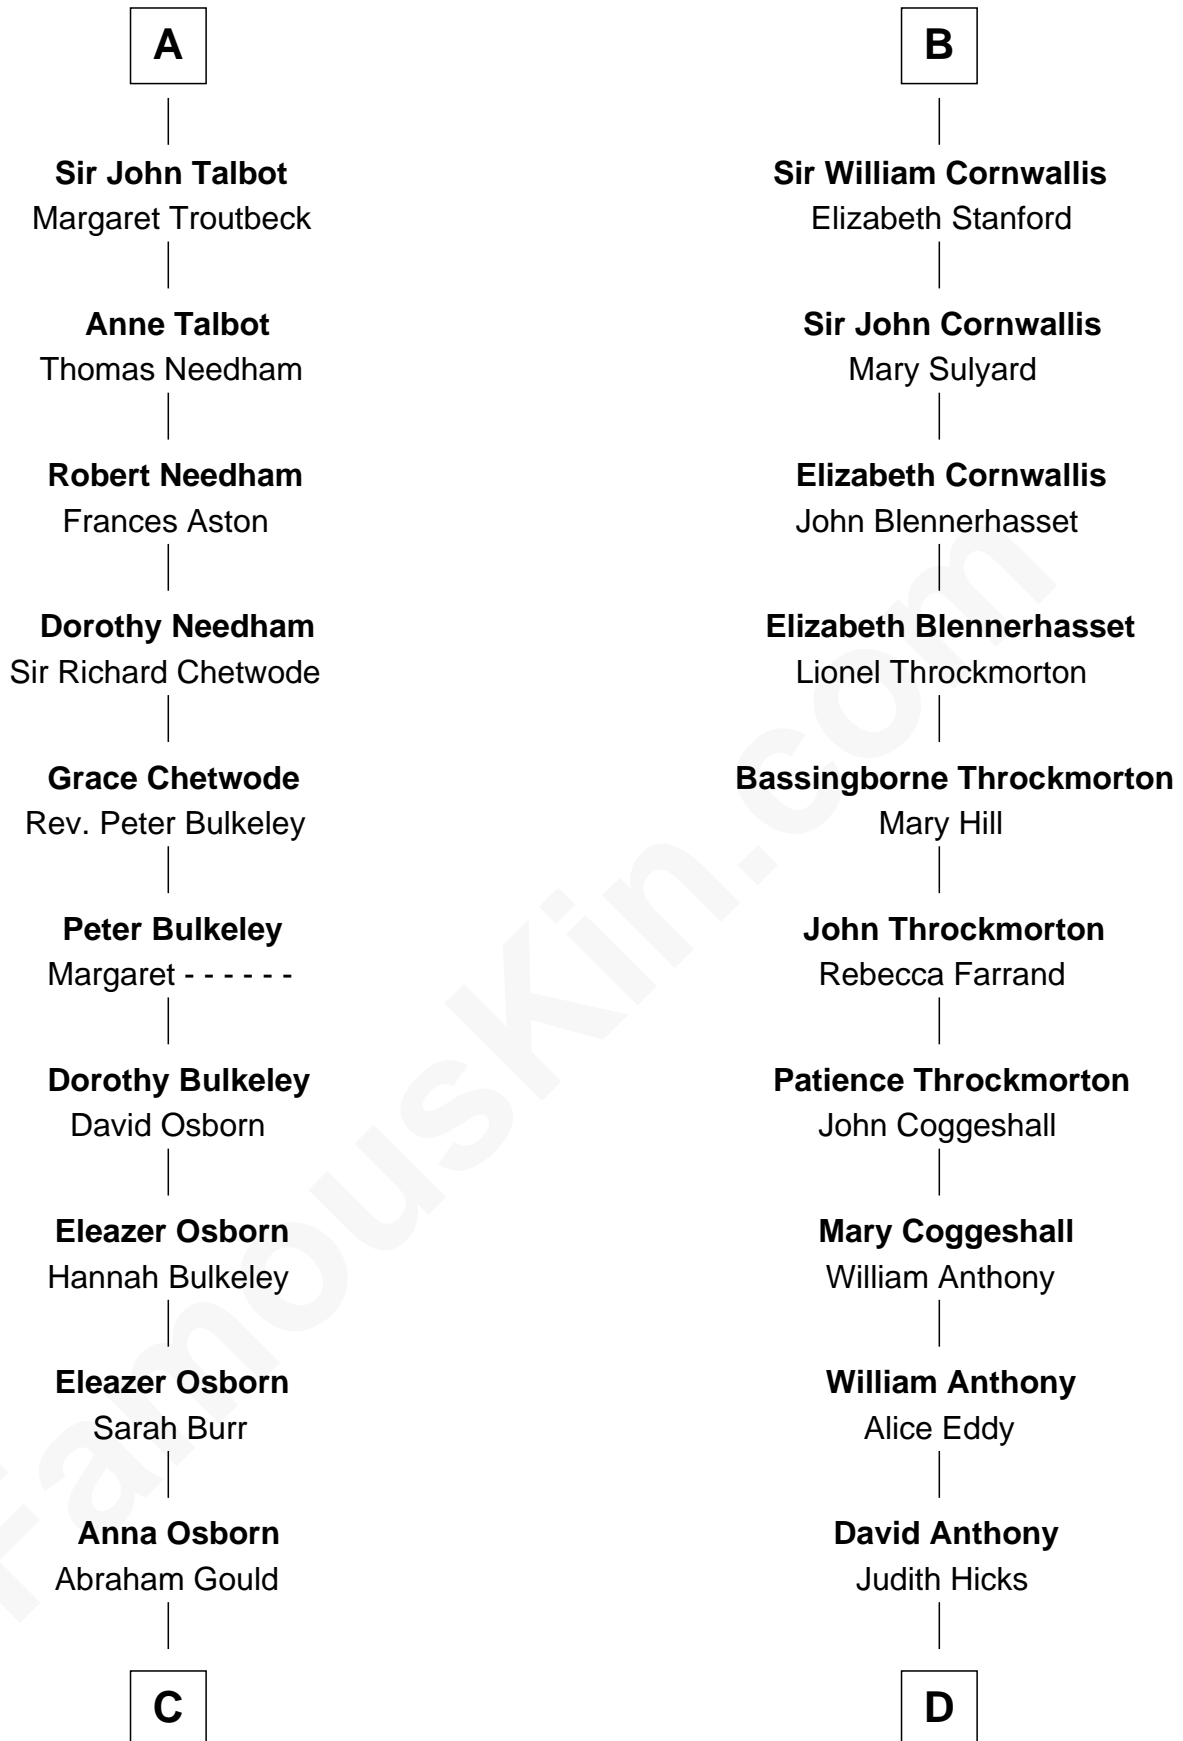 A
Sir John Talbot
Margaret Troutbeck
Anne Talbot
Thomas Needham
Robert Needham
Frances Aston
Dorothy Needham
Sir Richard Chetwode
Grace Chetwode
Rev. Peter Bulkeley
Peter Bulkeley
Margaret - - - - - -
Dorothy Bulkeley
David Osborn
Eleazer Osborn
Hannah Bulkeley
Eleazer Osborn
Sarah Burr
Anna Osborn
Abraham Gould
C
B
Sir William Cornwallis
Elizabeth Stanford
Sir John Cornwallis
Mary Sulyard
Elizabeth Cornwallis
John Blennerhasset
Elizabeth Blennerhasset
Lionel Throckmorton
Bassingborne Throckmorton
Mary Hill
John Throckmorton
Rebecca Farrand
Patience Throckmorton
John Coggeshall
Mary Coggeshall
William Anthony
William Anthony
Alice Eddy
David Anthony
Judith Hicks
D
FamousKin.com